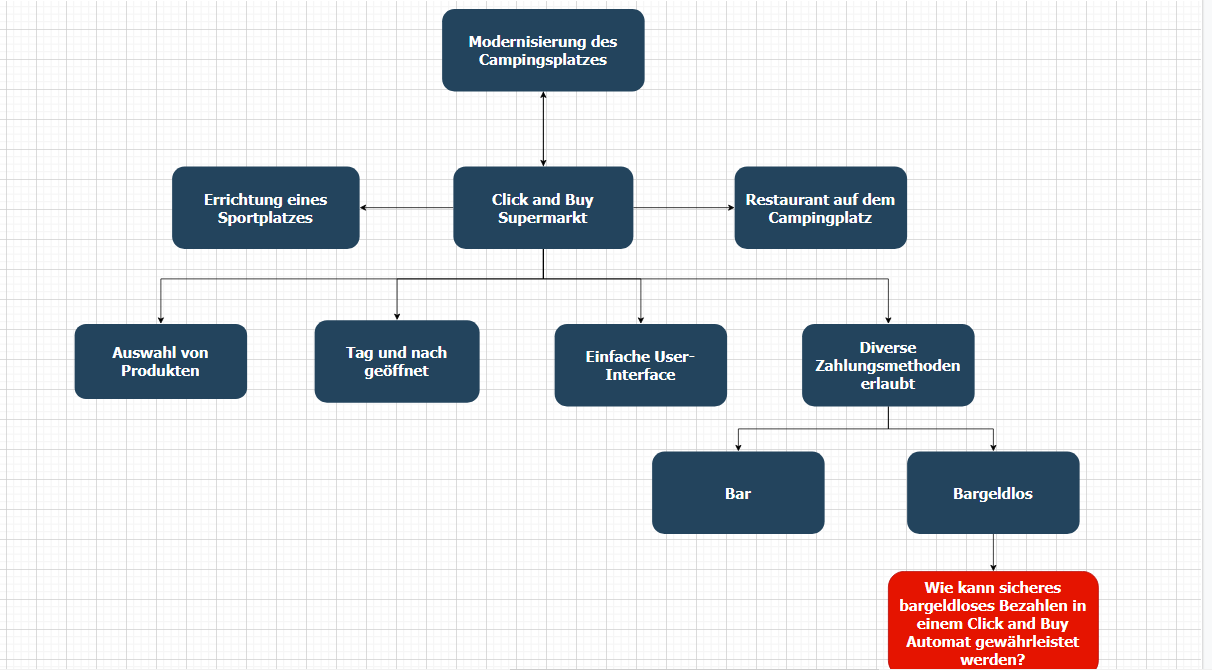 Modernisierung des
Campingsplatzes
Errichtung eines
Sportplatzes
Click and Buy
Supermarkt
Restaurant auf dem
Campingplatz
Auswahl von
Produkten
Tag und nach
geöffnet
Einfache User-
Interface
Diverse
Zahlungsmethoden
erlaubt
Bar
Bargeldlos
Wie kann sicheres
bargeldloses Bezahlen in
einem Click and Buy
Automat gewährleistet
werden?